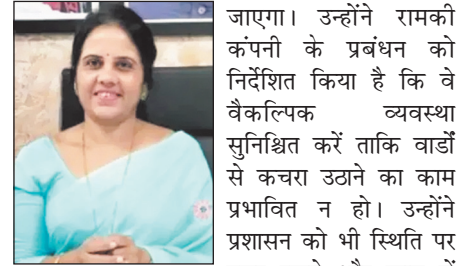 जाएगा। उन्होंने रामकी
कंपनी के प्रबंधन को
निर्देशित किया है कि वे
वैकल्पिक व्यवस्था
सुनिश्चित करें ताकि वार्डों
से कचरा उठाने का काम
प्रभावित न हो। उन्होंने
प्रशासन को भी स्थिति पर